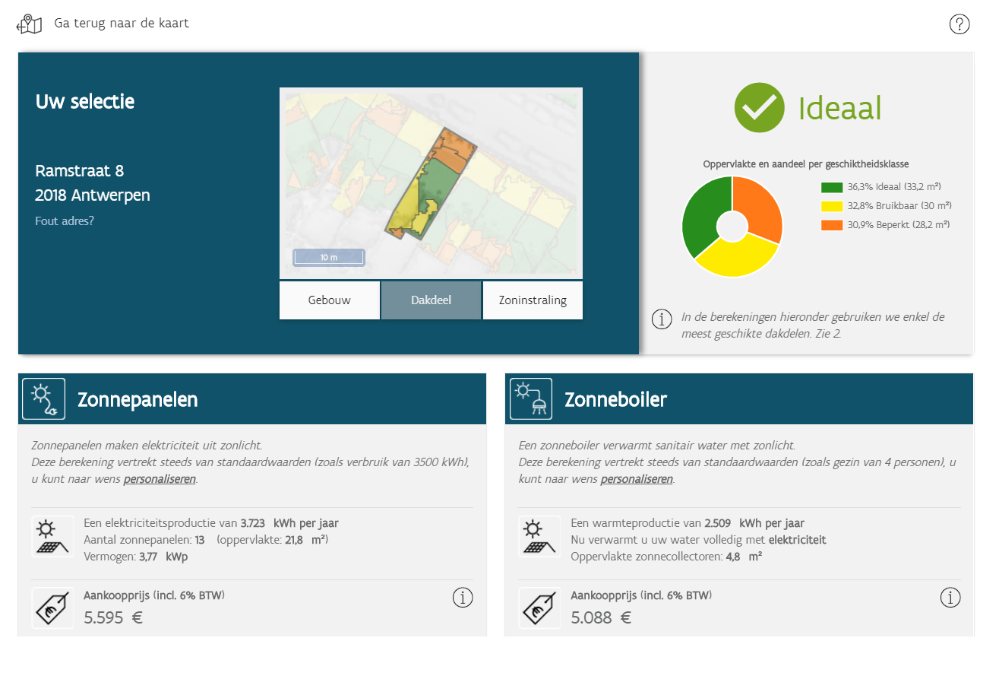 Ga terug naar de kaart
?
Uw selectie
Ramstraat 8
2018 Antwerpen
Fout adres?
10 m
Gebouw
Dakdeel
Zoninstraling
Ideaal
Oppervlakte en aandeel per geschiktheidsklasse
36,3% Ideaal (33,2 m²)
32,8% Bruikbaar (30 m²)
30,9% Beperkt (28,2 m²)
i
In de berekeningen hieronder gebruiken we enkel de
meest geschikte dakdelen. Zie 2.
Zonnepanelen
Zonnepanelen maken elektriciteit uit zonlicht.
Deze berekening vertrekt steeds van standaardwaarden (zoals verbruik van 3500 kWh),
u kunt naar wens personaliseren.
Een elektriciteitsproductie van 3.723 kWh per jaar
Aantal zonnepanelen: 13 (oppervlakte: 21,8 m²)
Vermogen: 3,77 kWp
€
Aankoopprijs (incl. 6% BTW)
i
5.595 €
Zonneboiler
Een zonneboiler verwarmt sanitair water met zonlicht.
Deze berekening vertrekt steeds van standaardwaarden (zoals gezin van 4 personen), u
kunt naar wens personaliseren.
Een warmteproductie van 2.509 kWh per jaar
Nu verwarmt u uw water volledig met elektriciteit
Oppervlakte zonnecollectoren: 4,8 m²
€
Aankoopprijs (incl. 6% BTW)
i
5.088 €